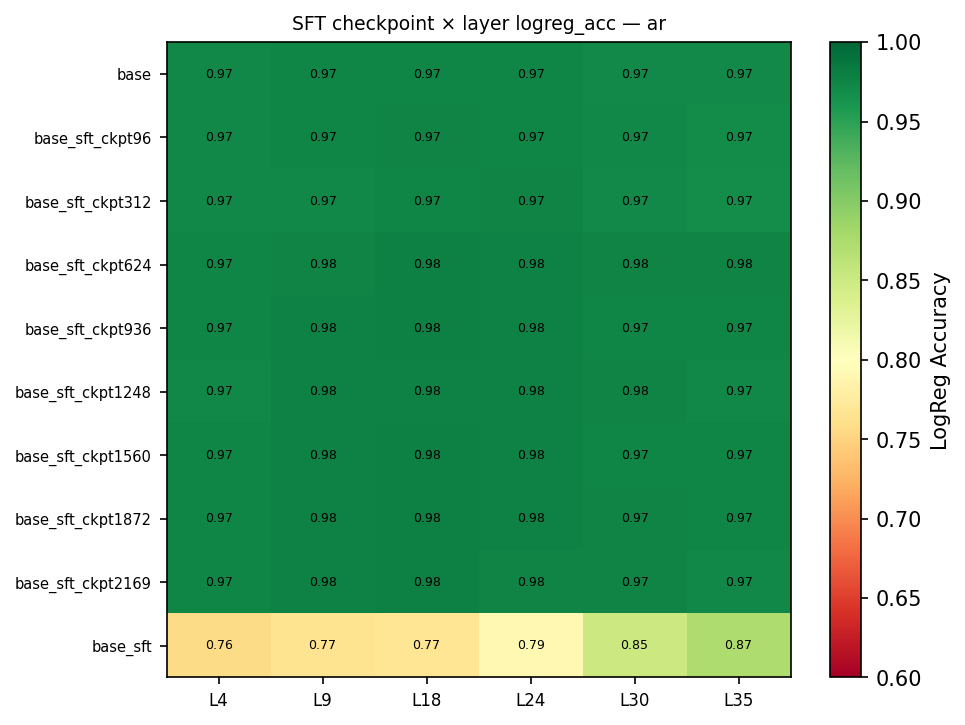 SFT checkpoint × layer logreg_acc — ar
base 0.97 0.97 0.97 0.97 0.97 0.97
base_sft_ckpt96 0.97 0.97 0.97 0.97 0.97 0.97
base_sft_ckpt312 0.97 0.97 0.97 0.97 0.97 0.97
base_sft_ckpt624 0.97 0.98 0.98 0.98 0.98 0.98
base_sft_ckpt936 0.97 0.98 0.98 0.98 0.97 0.97
base_sft_ckpt1248 0.97 0.98 0.98 0.98 0.98 0.97
base_sft_ckpt1560 0.97 0.98 0.98 0.98 0.97 0.97
base_sft_ckpt1872 0.97 0.98 0.98 0.98 0.97 0.97
base_sft_ckpt2169 0.97 0.98 0.98 0.98 0.97 0.97
base_sft 0.76 0.77 0.77 0.79 0.85 0.87
L4 L9 L18 L24 L30 L35
1.00
0.95
0.90
0.85
0.80
0.75
0.70
0.65
0.60
LogReg Accuracy